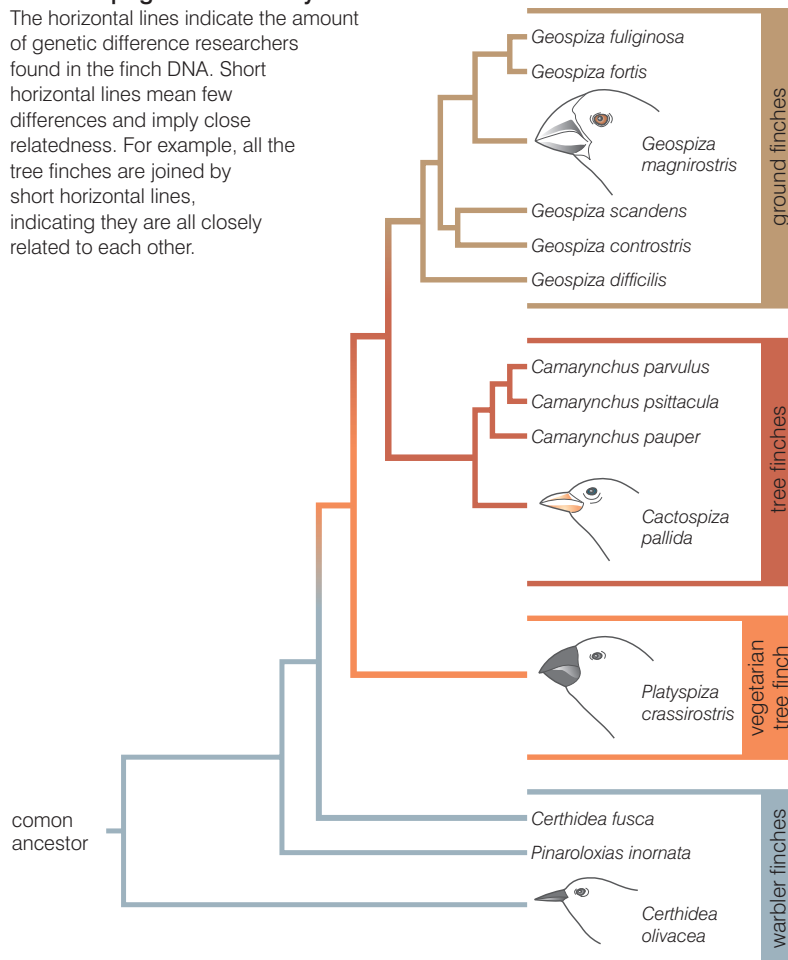 The horizontal lines indicate the amount
of genetic difference researchers
found in the finch DNA. Short
horizontal lines mean few
differences and imply close
relatedness. For example, all the
tree finches are joined by
short horizontal lines,
indicating they are all closely
related to each other.
Geospiza fuliginosa
Geospiza fortis
Geospiza
magnirostris
Geospiza scandens
Geospiza controstris
Geospiza difficilis
ground finches
Camarynchus parvulus
Camarynchus psittacula
Camarynchus pauper
Cactospiza
pallida
tree finches
Platyspiza
crassirostris
vegetarian
tree finch
comon
ancestor
Certhidea fusca
Pinaroloxias inornata
Certhidea
olivacea
warbler finches